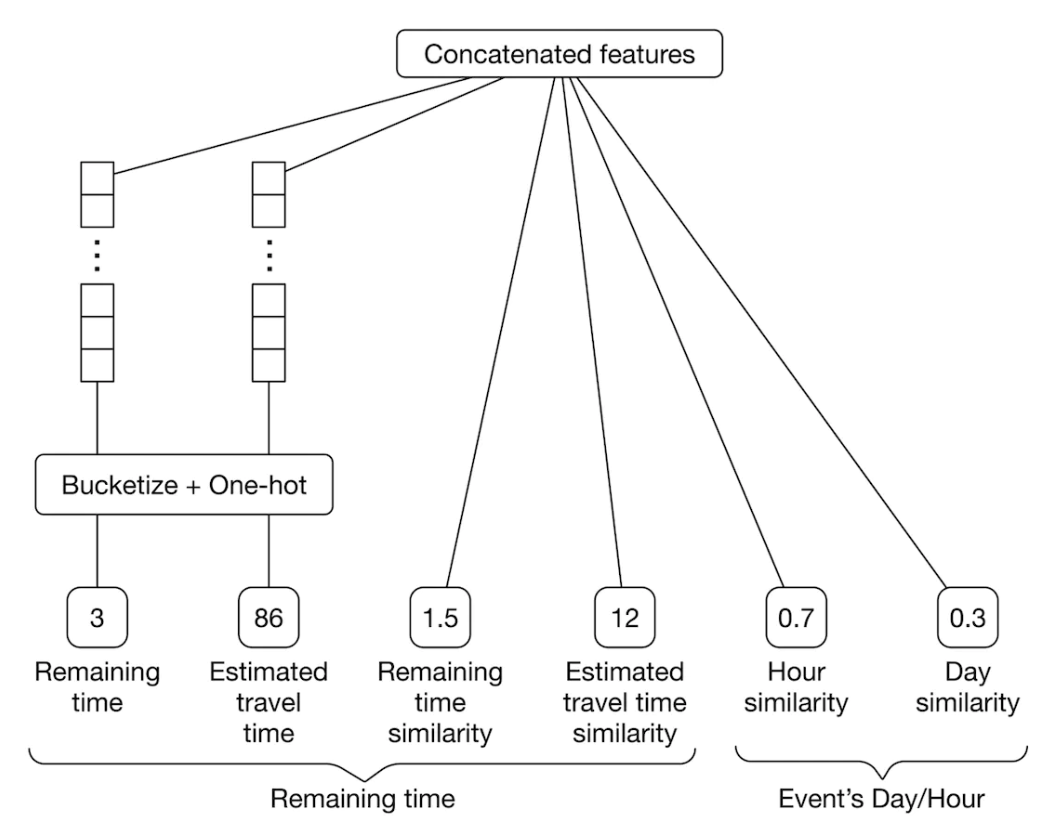 Concatenated features
Bucketize + One-hot
3
86
1.5
12
0.7
0.3
Remaining
time
Estimated
travel
time
Remaining
time
similarity
Estimated
travel time
similarity
Hour
similarity
Day
similarity
Remaining time
Event’s Day/Hour